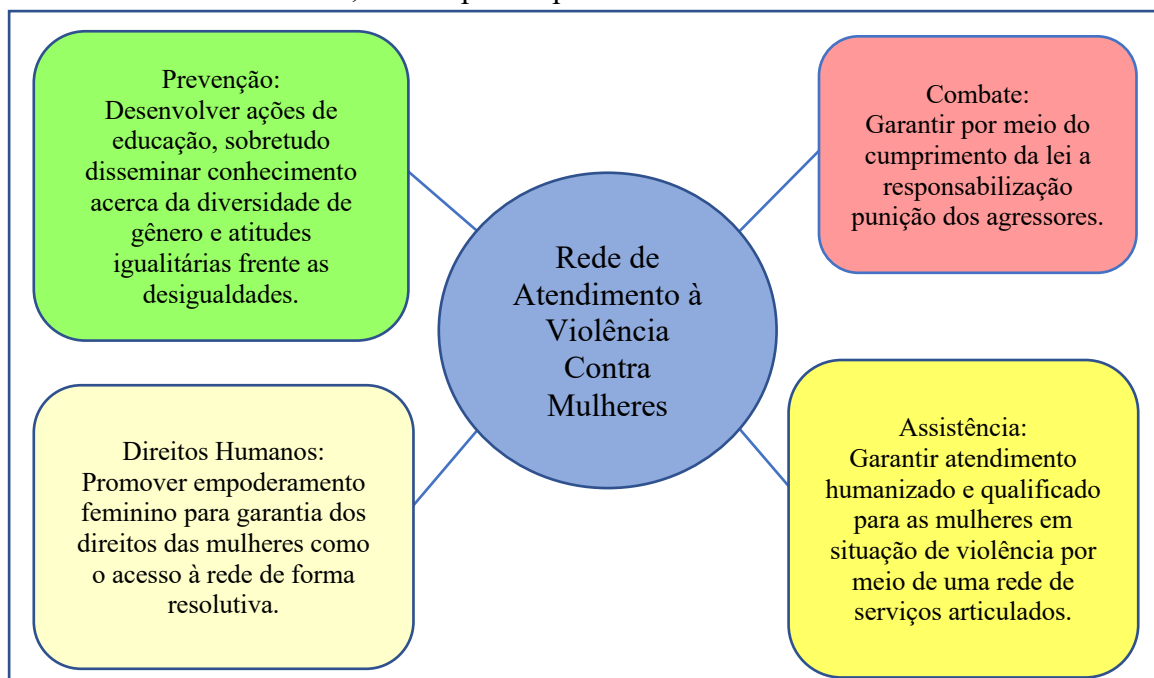 Prevenção:
Desenvolver ações de
educação, sobretudo
disseminar conhecimento
acerca da diversidade de
gênero e atitudes
igualitárias frente as
desigualdades.
Combate:
Garantir por meio do
cumprimento da lei a
responsabilização
punição dos agressores.
Rede de
Atendimento à
Violência
Contra
Mulheres
Direitos Humanos:
Promover empoderamento
feminino para garantia dos
direitos das mulheres como
o acesso à rede de forma
resolutiva.
Assistência:
Garantir atendimento
humanizado e qualificado
para as mulheres em
situação de violência por
meio de uma rede de
serviços articulados.